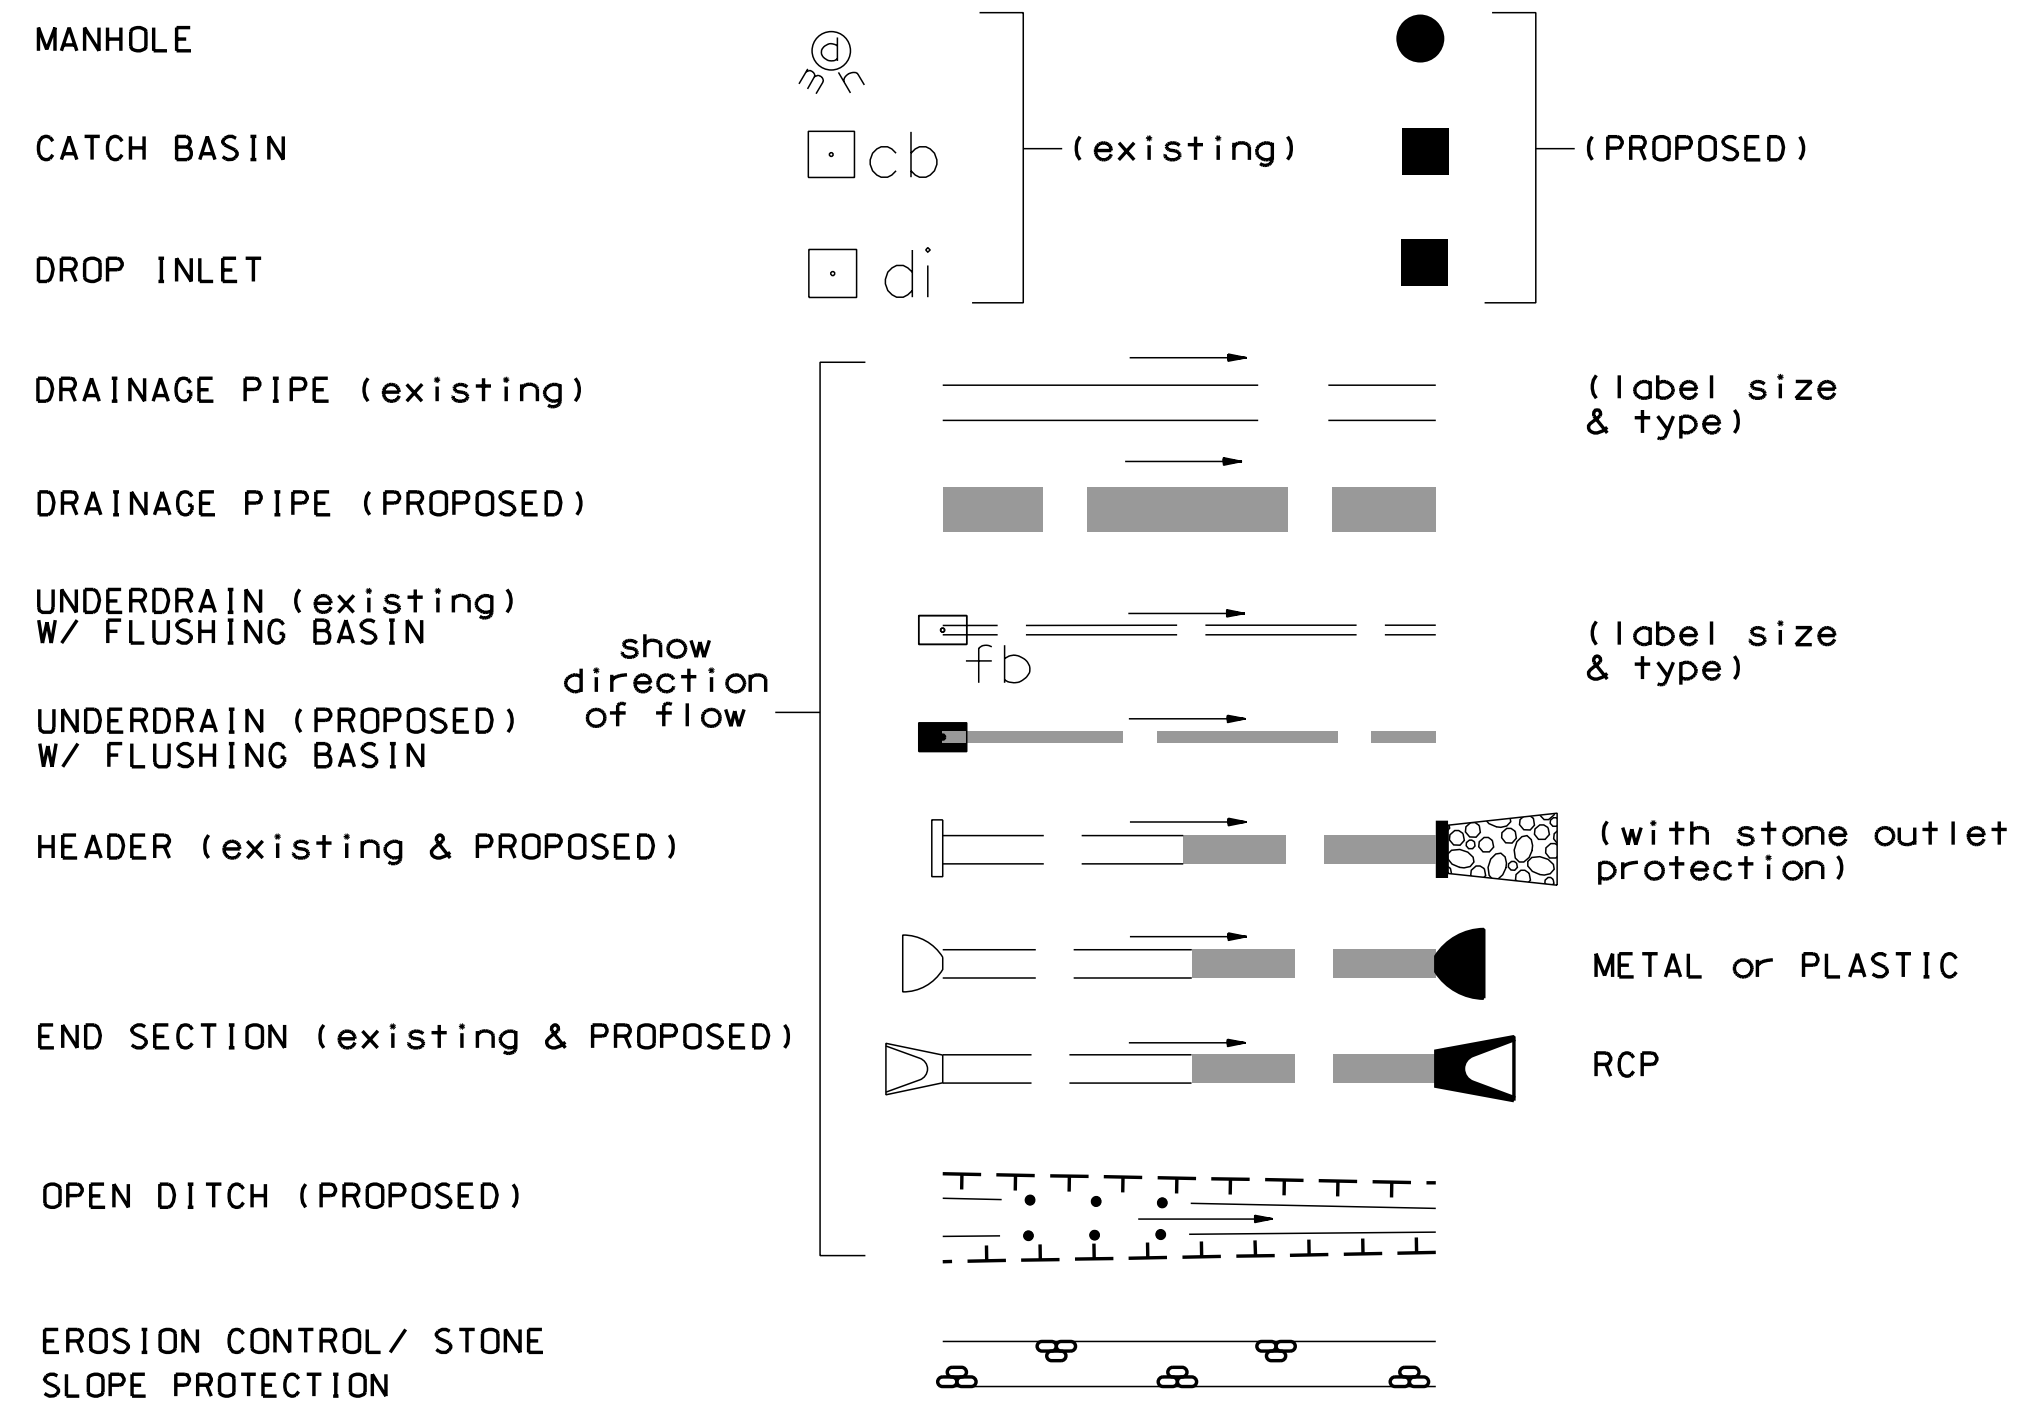 MANHOLE
d
mh
CATCH BASIN
cb
(existing)
(PROPOSED)
DROP INLET
di
DRAINAGE PIPE (existing)
(label size
& type)
DRAINAGE PIPE (PROPOSED)
UNDERDRAIN (existing)
W/ FLUSHING BASIN
fb
(label size
& type)
show
direction
of flow
UNDERDRAIN (PROPOSED)
W/ FLUSHING BASIN
HEADER (existing & PROPOSED)
(with stone outlet
protection)
METAL or PLASTIC
END SECTION (existing & PROPOSED)
RCP
OPEN DITCH (PROPOSED)
EROSION CONTROL/ STONE
SLOPE PROTECTION